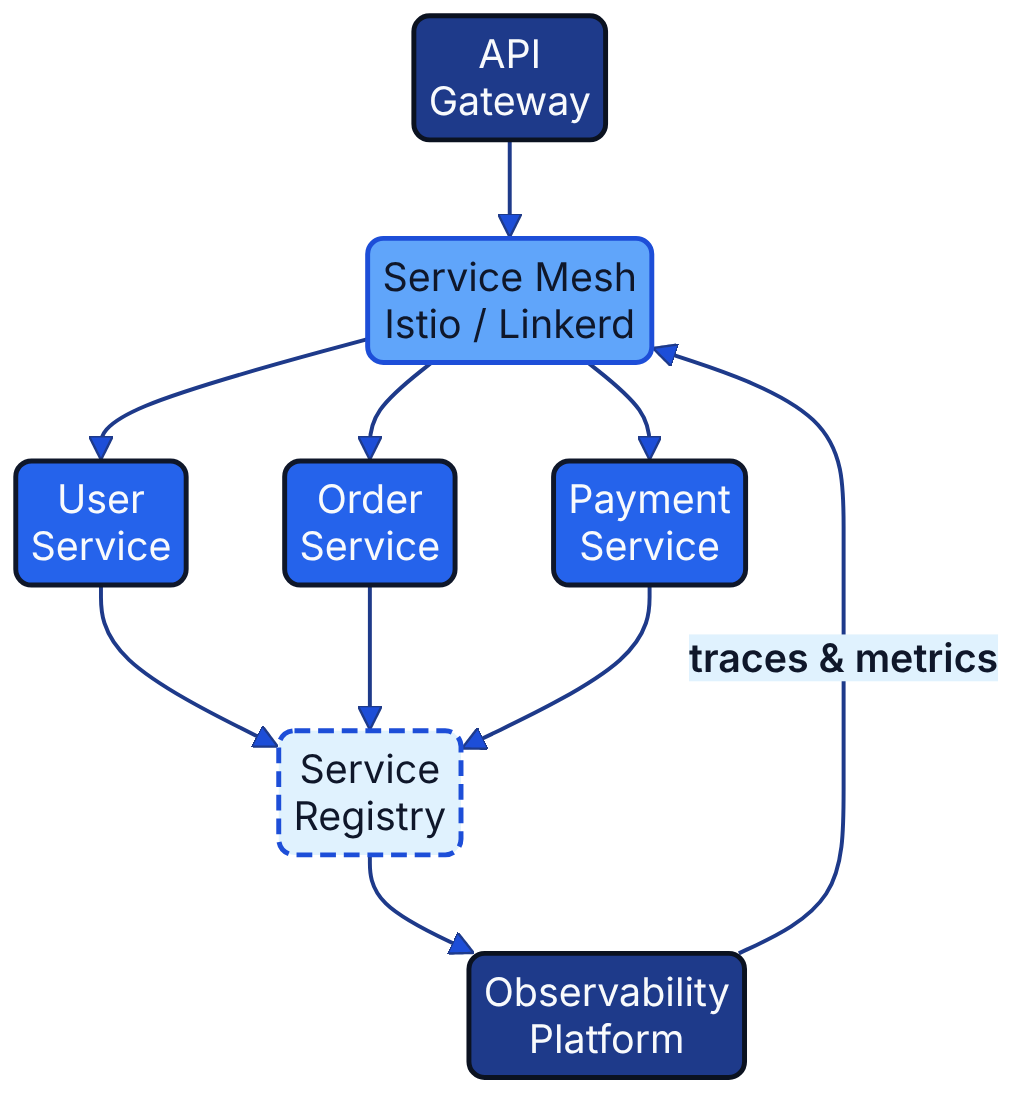 API
Gateway
Service Mesh
Istio / Linkerd
User
Service
Order
Service
Payment
Service
traces & metrics
Service
Registry
Observability
Platform